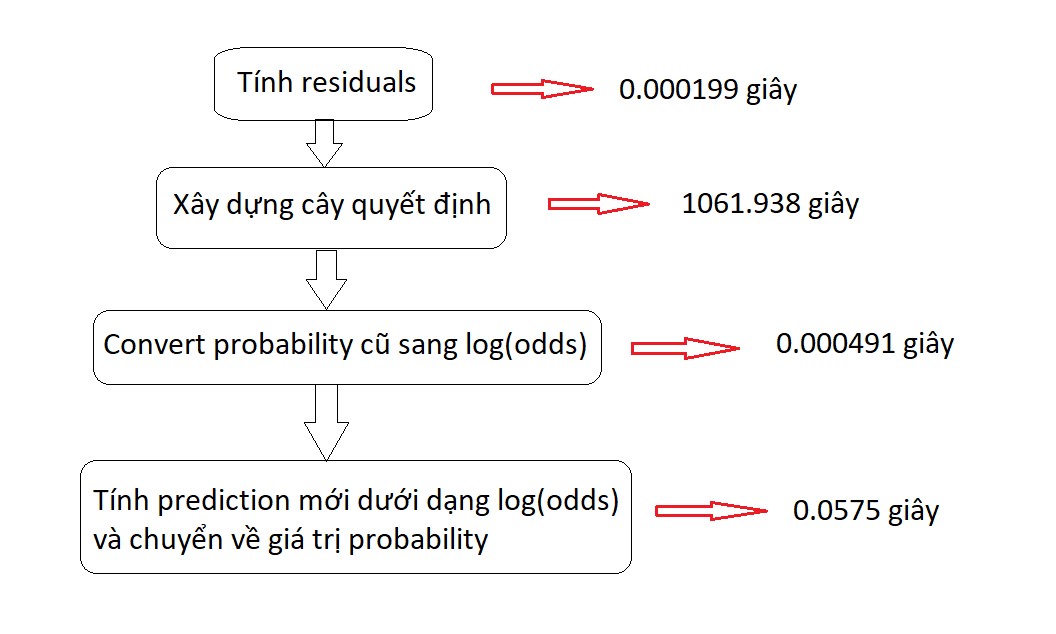 Tính residuals
0.000199 giây
Xây dựng cây quyết định
1061.938 giây
Convert probability cũ sang log(odds)
0.000491 giây
Tính prediction mới dưới dạng log(odds)
và chuyển về giá trị probability
0.0575 giây